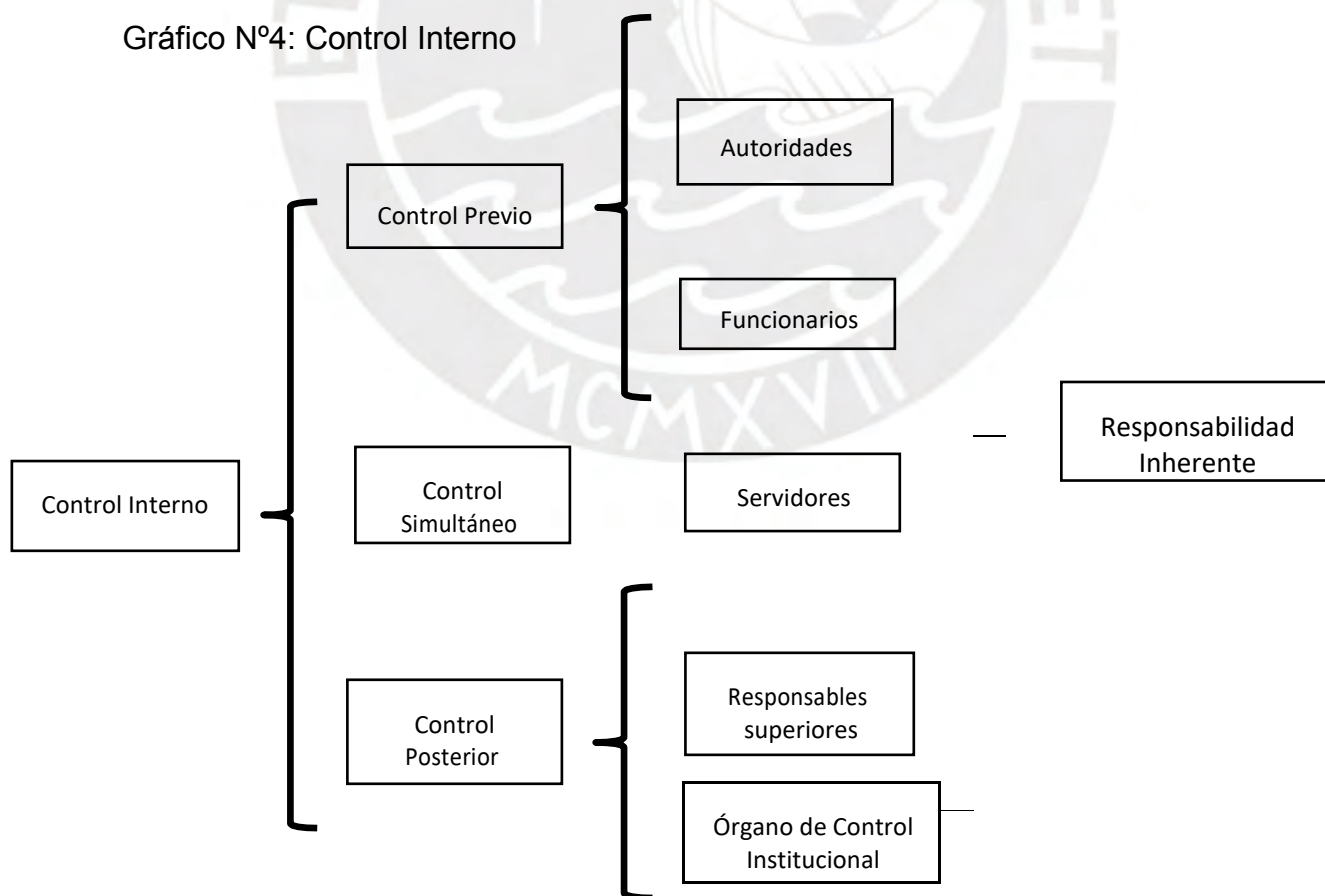 Gráfico Nº4: Control Interno
Autoridades
Control Previo
Funcionarios
MCMXVII
Responsabilidad
Inherente
Control Interno
Control
Simultáneo
Servidores
Responsables
superiores
Control
Posterior
Órgano de Control
Institucional